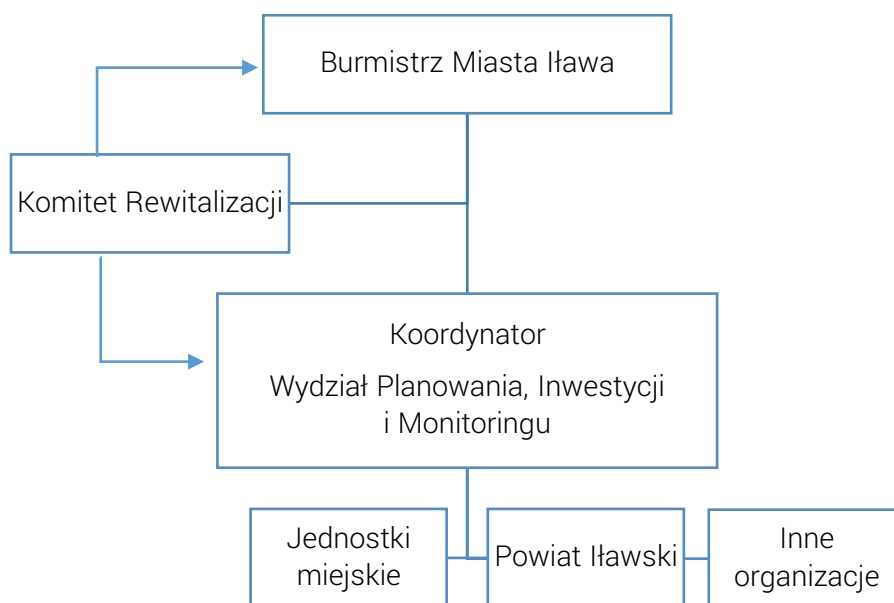 Burmistrz Miasta Iława
Komitet Rewitalizacji
Koordynator
Wydział Planowania, Inwestycji
i Monitoringu
Jednostki
miejskie
Powiat Iławski
Inne
organizacje